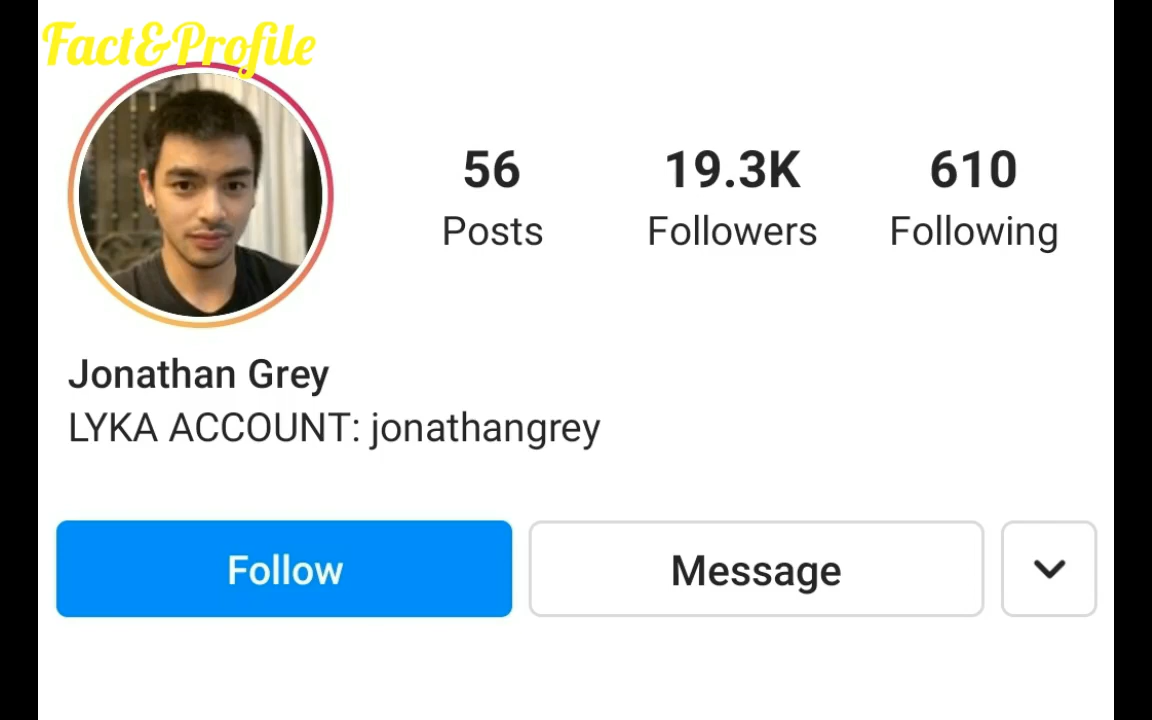 Fact&Profile
56
19.3K
610
Posts
Followers
Following
Jonathan Grey
LYKA ACCOUNT: jonathangrey
Follow
Message